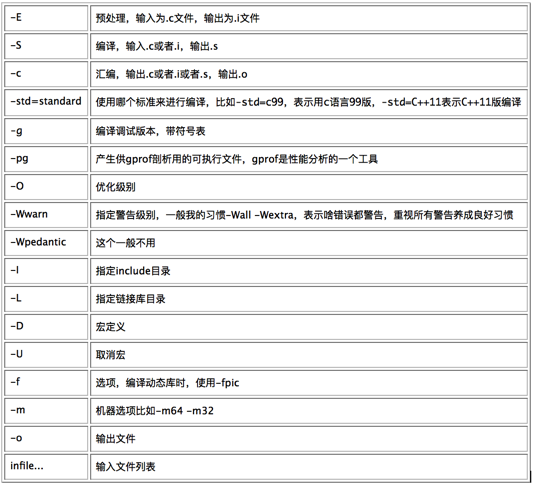 -E 预处理，输入为.c文件，输出为.i文件
-S 编译，输入.c或者.i，输出.s
-c 汇编，输出.c或者.i或者.s，输出.o
-std=standard 使用哪个标准来进行编译，比如-std=c99，表示用c语言99版，-std=C++11表示C++11版编译
-g 编译调试版本，带符号表
-pg 产生供gprof剖析用的可执行文件，gprof是性能分析的一个工具
-O 优化级别
-Wwarn 指定警告级别，一般我的习惯-Wall -Wextra，表示啥错误都警告，重视所有警告养成良好习惯
-Wpedantic 这个一般不用
-I 指定include目录
-L 指定链接库目录
-D 宏定义
-U 取消宏
-f 选项，编译动态库时，使用-fpic
-m 机器选项比如-m64 -m32
-o 输出文件
infile... 输入文件列表